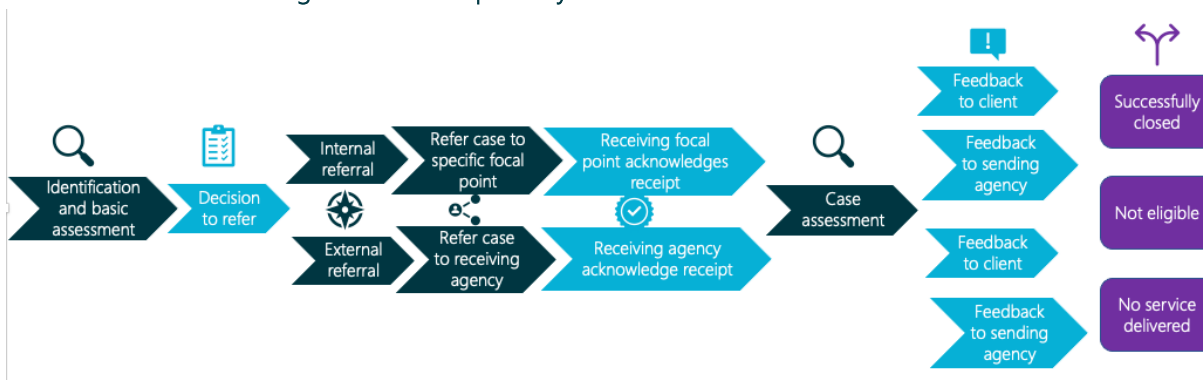 Identification
and basic
assessment
Decision
to refer
Internal
referral
External
referral
Refer case to
specific focal
point
Refer case
to receiving
agency
Receiving focal
point acknowledges
receipt
Receiving agency
acknowledge receipt
Case
assessment
Feedback
to client
Feedback
to sending
agency
Feedback
to client
Feedback
to sending
agency
Successfully
closed
Not eligible
No service
delivered